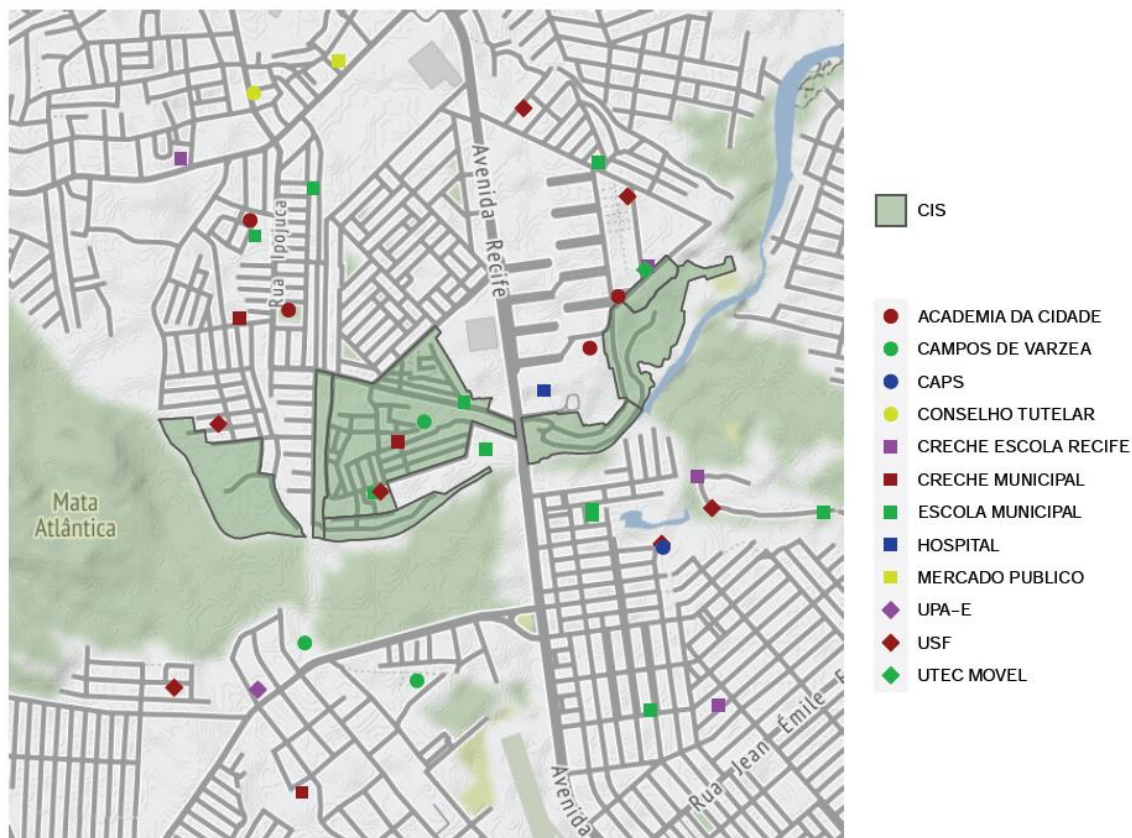 Avenida Recife
Rua Ipojuca
Mata
Atlântica
Avenida
Rua Jean Émile F
CIS
ACADEMIA DA CIDADE
CAMPOS DE VARZEA
CAPS
CONSELHO TUTELAR
CRECHE ESCOLA RECIFE
CRECHE MUNICIPAL
ESCOLA MUNICIPAL
HOSPITAL
MERCADO PUBLICO
UPA-E
USF
UTEC MOVEL